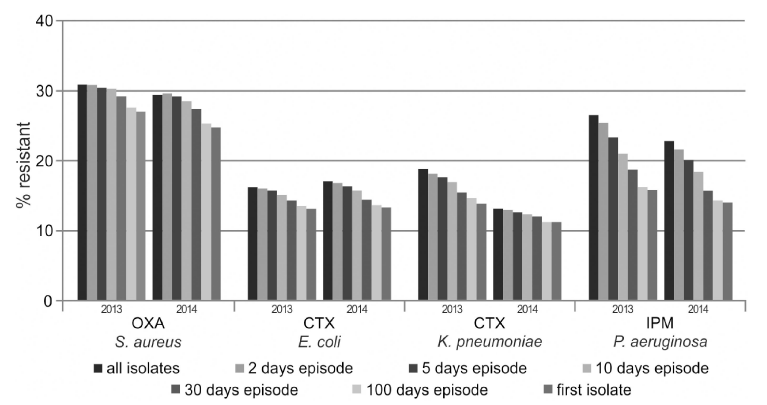 40
30
20
10
0
% resistant
2013 2014 2013 2014 2013 2014 2013 2014
OXA CTX CTX IPM
S. aureus E. coli K. pneumoniae P. aeruginosa
all isolates 2 days episode 5 days episode 10 days episode
30 days episode 100 days episode first isolate